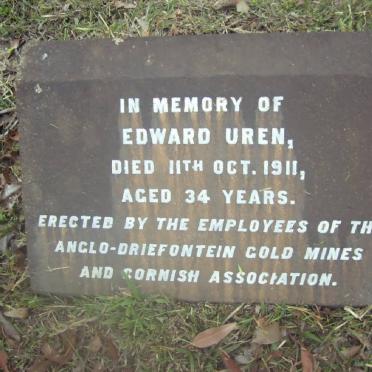 IN MEMORY OF
EDWARD UREN,
DIED 11TH OCT. 1911,
AGED 34 YEARS.
ERECTED BY THE EMPLOYEES OF TH
ANGLO-DRIEFONTEIN GOLD MINES
AND CORNISH ASSOCIATION.